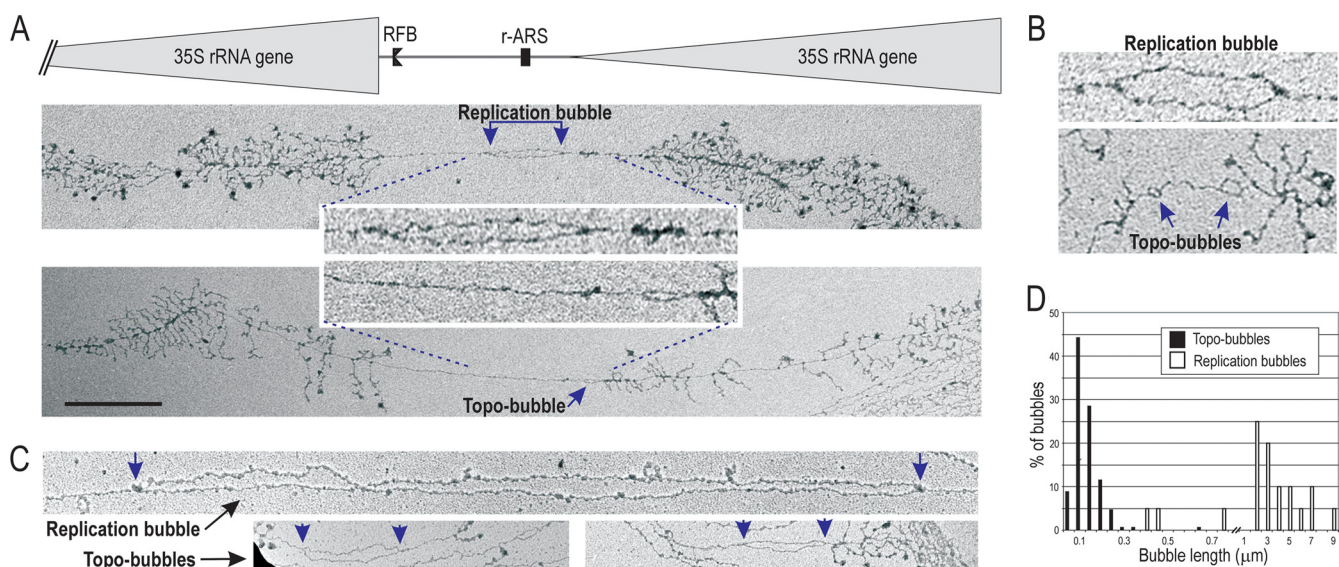 A
35S rRNA gene
RFB
r-ARS
35S rRNA gene
Replication bubble
Topo-bubble
B
Replication bubble
Topo-bubbles
C
Replication bubble
Topo-bubbles
D
50
40
30
20
10
0
% of bubbles
Topo-bubbles
Replication bubbles
0.1 0.3 0.5 0.7 1 3 5 7 9
Bubble length (μm)